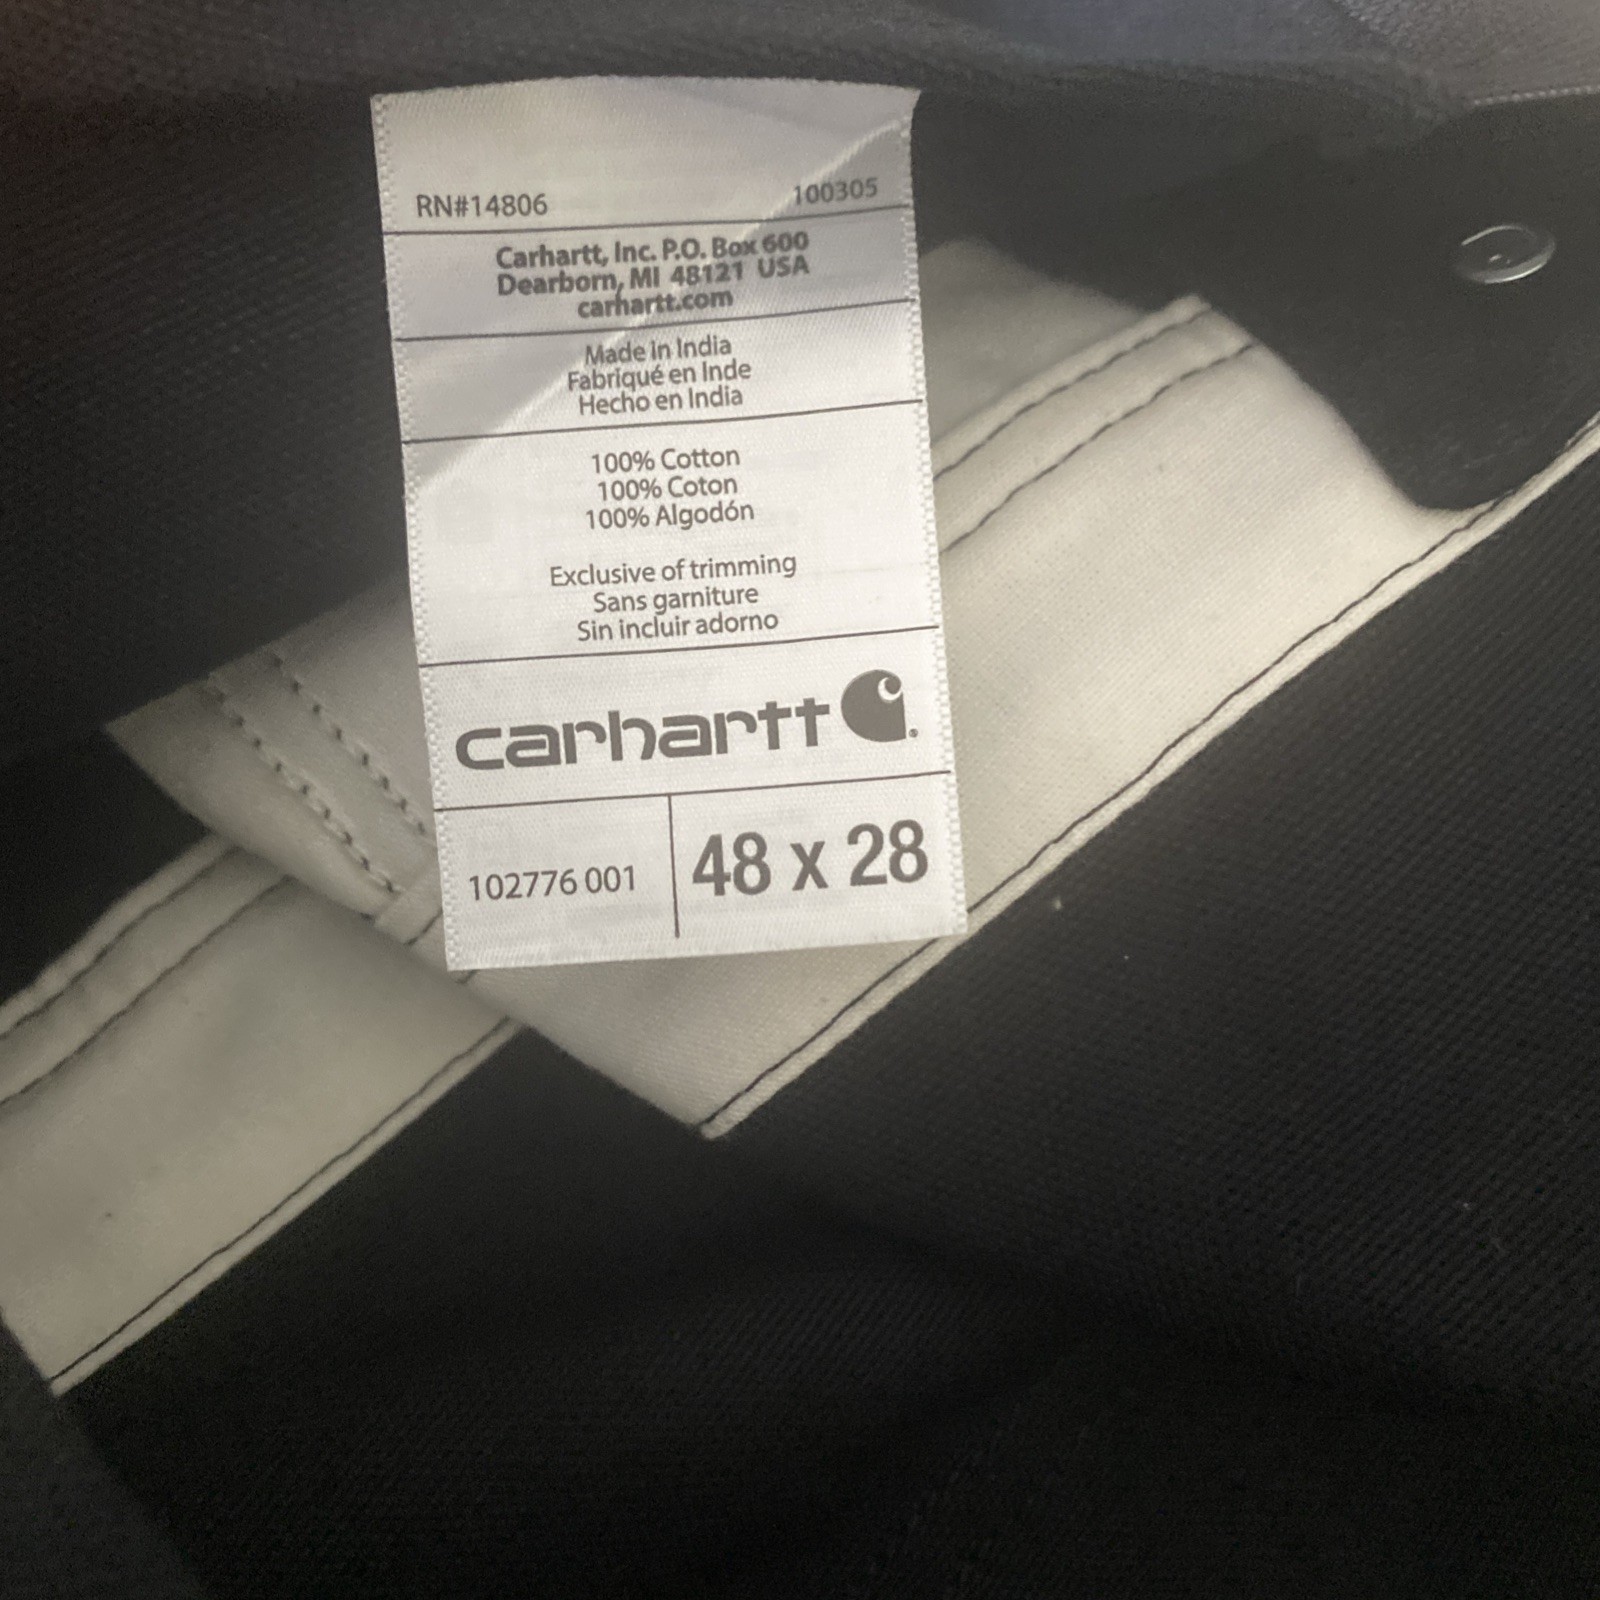 RN#14806 100305
Carhartt, Inc. P.O. Box 600
Dearborn, MI 48121 USA
carhartt.com
Made in India
Fabriqué en Inde
Hecho en India
100% Cotton
100% Coton
100% Algodón
Exclusive of trimming
Sans garniture
Sin incluir adorno
carhartt
102776 001 48 x 28